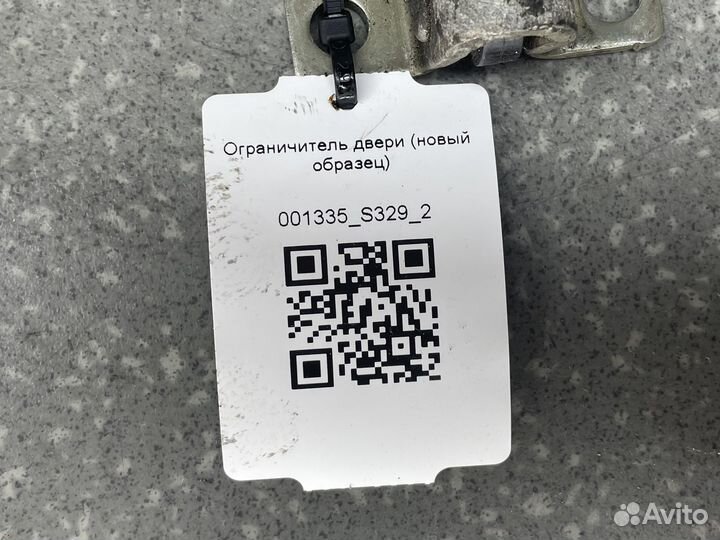 Ограничитель двери (новый
образец)
001335_S329_2
Avito